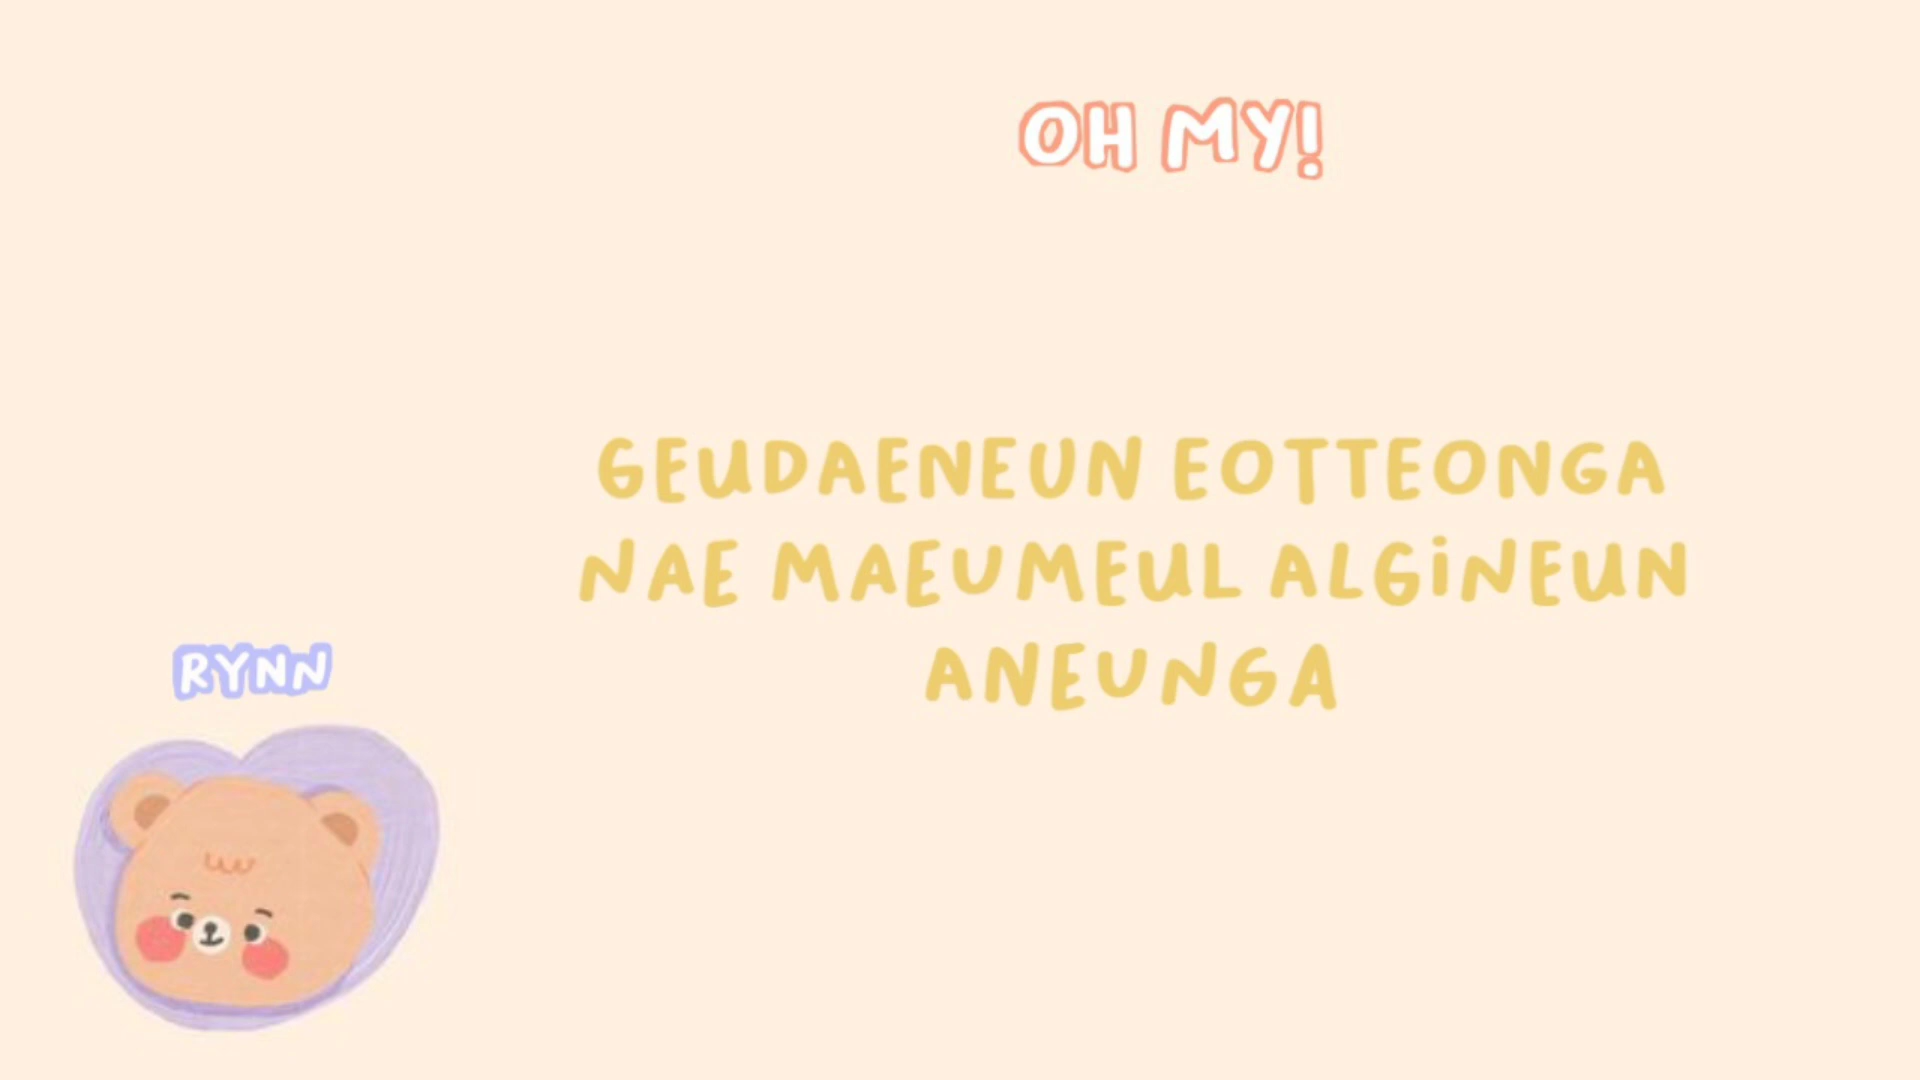 OH MY!
GEUDAENEUN EOTTEONGA
NAE MAEUMEUL ALGINEUN
ANEUNGA
RYNN